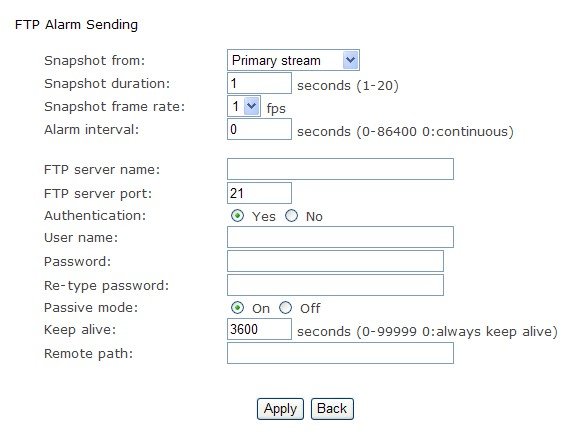 FTP Alarm Sending
Snapshot from: Primary stream
Snapshot duration: 1 seconds (1-20)
Snapshot frame rate: 1 fps
Alarm interval: 0 seconds (0-86400 0:continuous)
FTP server name:
FTP server port: 21
Authentication: Yes No
User name:
Password:
Re-type password:
Passive mode: On Off
Keep alive: 3600 seconds (0-99999 0:always keep alive)
Remote path:
Apply Back